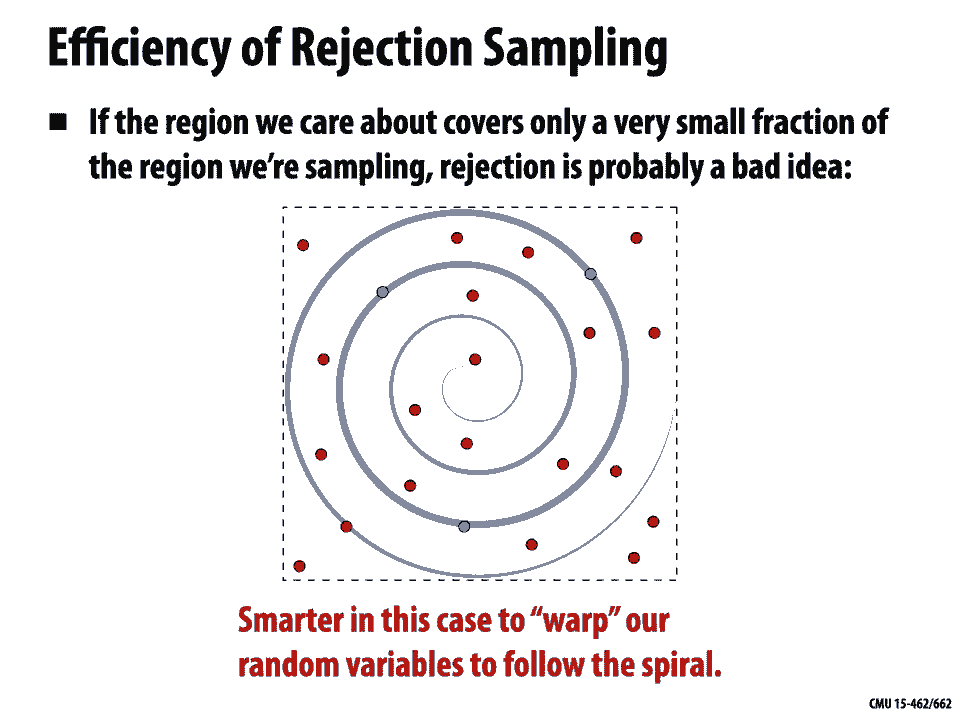 Efficiency of Rejection Sampling
■ If the region we care about covers only a very small fraction of
the region we’re sampling, rejection is probably a bad idea:
Smarter in this case to “warp” our
random variables to follow the spiral.
CMU 15-462/662